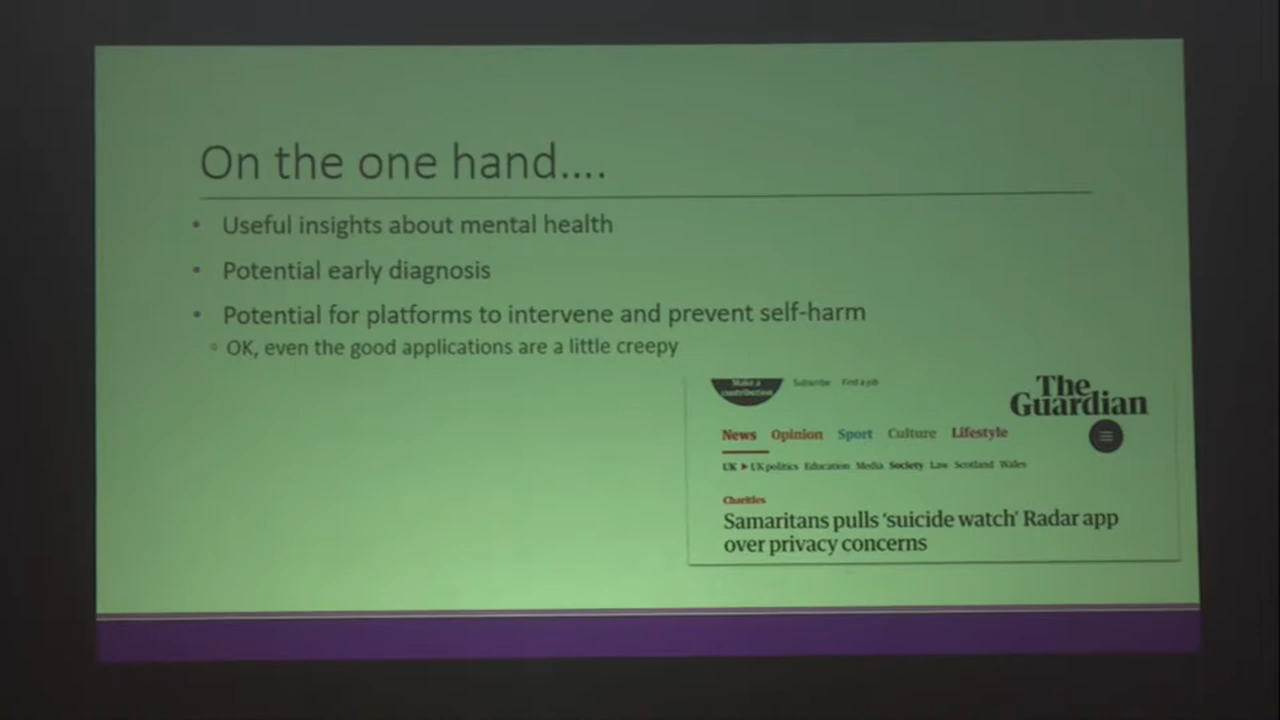 On the one hand....
• Useful insights about mental health
• Potential early diagnosis
• Potential for platforms to intervene and prevent self-harm
◦ OK, even the good applications are a little creepy
Make a
contribution
Subscribe Find a job
The
Guardian
News Opinion Sport Culture Lifestyle
UK ▸ UK politics Education Media Society Law Scotland Wales
Charities
Samaritans pulls ‘suicide watch’ Radar app
over privacy concerns